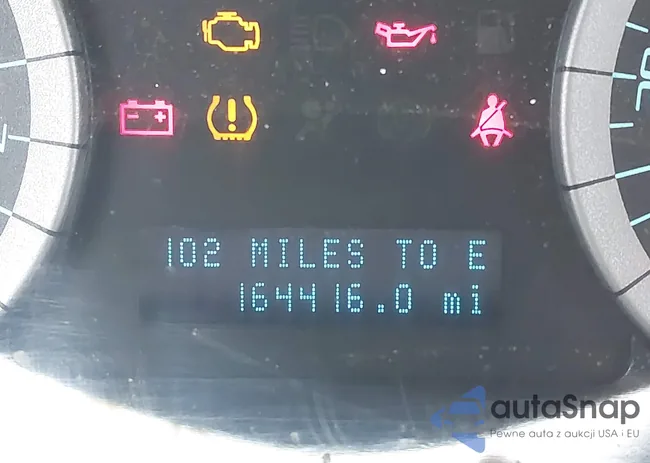 102 MILES TO E
164416.0 mi
autaSnap
Pewne auta z aukcji USA i EU